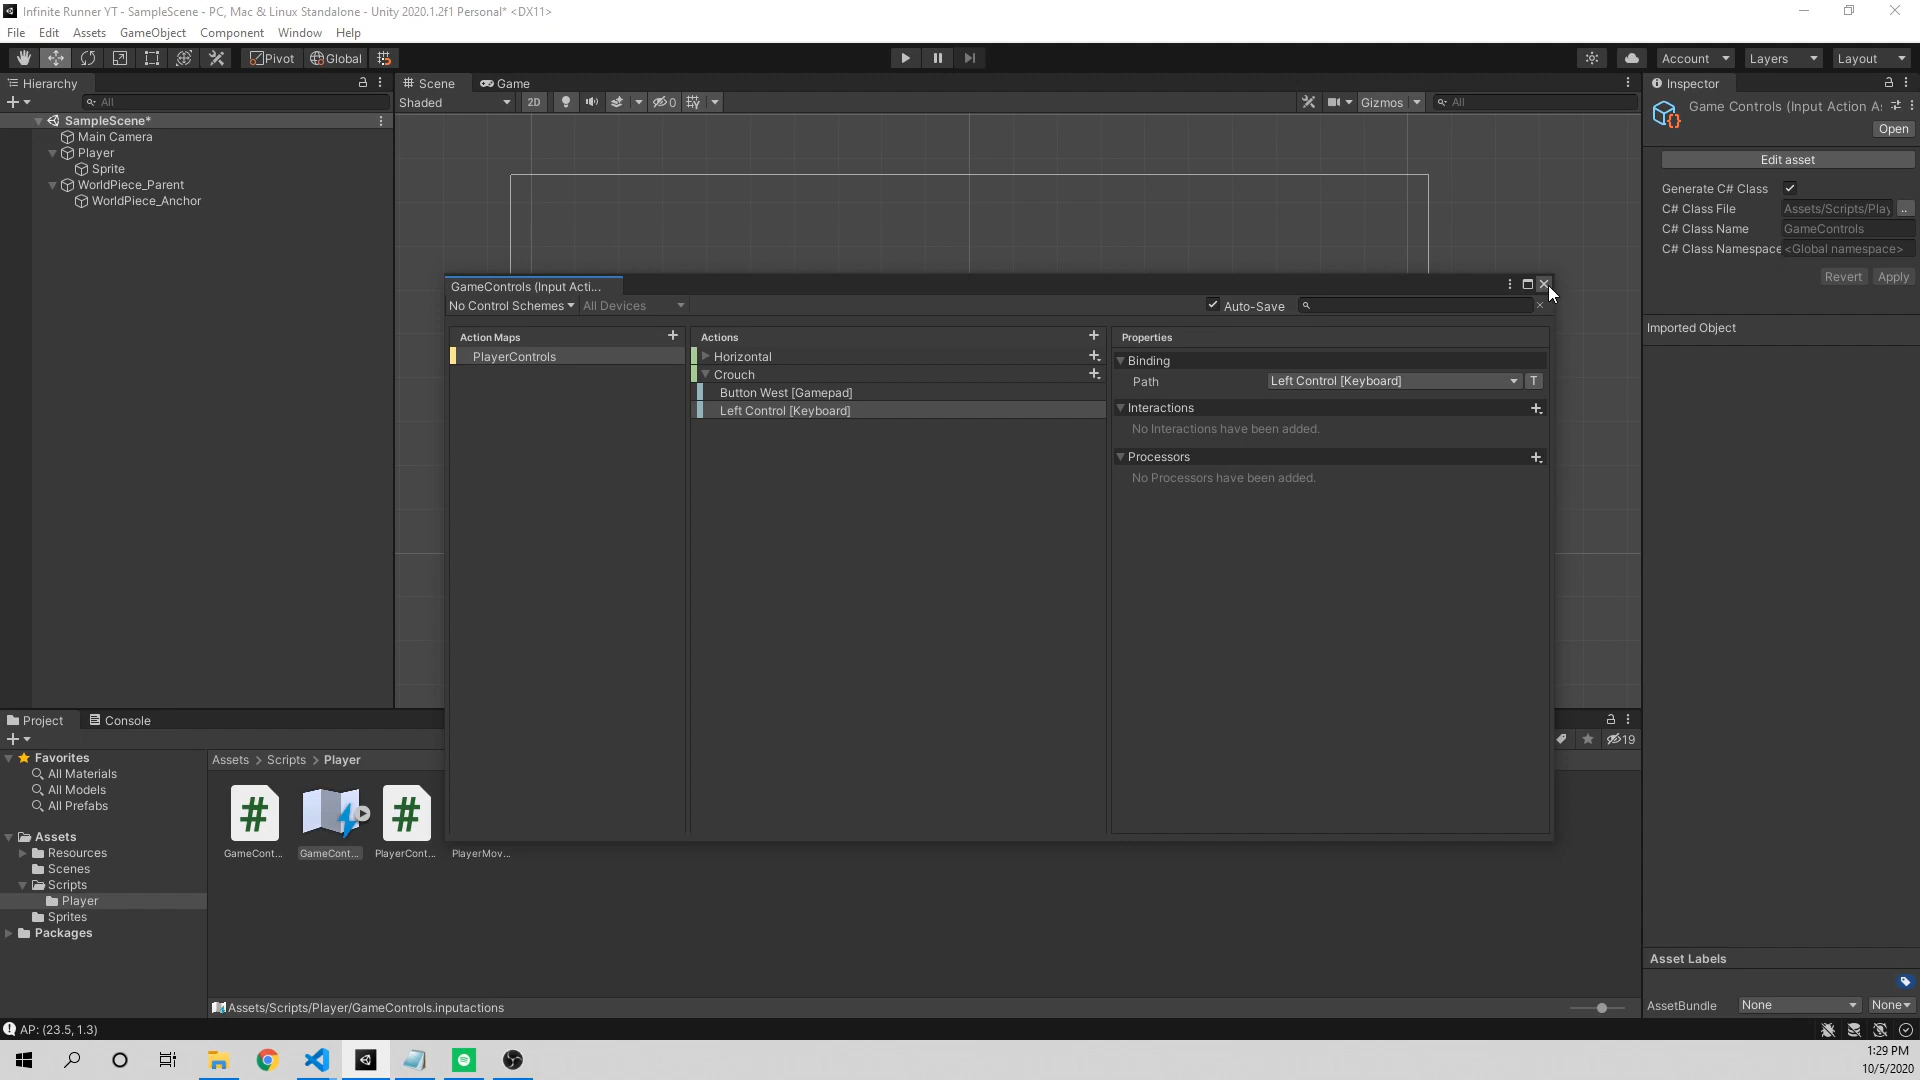 Infinite Runner YT - SampleScene - PC, Mac & Linux Standalone - Unity 2020.1.2f1 Personal* <DX11>
File Edit Assets GameObject Component Window Help
Pivot Global Account Layers Layout
Hierarchy Scene Game Inspector
All Shaded 2D 0 Gizmos All
Game Controls (Input Action A
Open
SampleScene*
Main Camera
Player
Sprite
WorldPiece_Parent
WorldPiece_Anchor
Edit asset
Generate C# Class
C# Class File Assets/Scripts/Play ..
C# Class Name GameControls
C# Class Namespace <Global namespace>
Revert Apply
Imported Object
GameControls (Input Acti...
No Control Schemes All Devices Auto-Save
Action Maps Actions Properties
PlayerControls
Horizontal
Crouch
Button West [Gamepad]
Left Control [Keyboard]
Binding
Path Left Control [Keyboard] T
Interactions
No Interactions have been added.
Processors
No Processors have been added.
Project Console
19
Favorites
All Materials
All Models
All Prefabs
Assets
Resources
Scenes
Scripts
Player
Sprites
Packages
Assets > Scripts > Player
GameCont... GameCont... PlayerCont... PlayerMov...
Assets/Scripts/Player/GameControls.inputactions
Asset Labels
AssetBundle None None
AP: (23.5, 1.3)
1:29 PM
10/5/2020